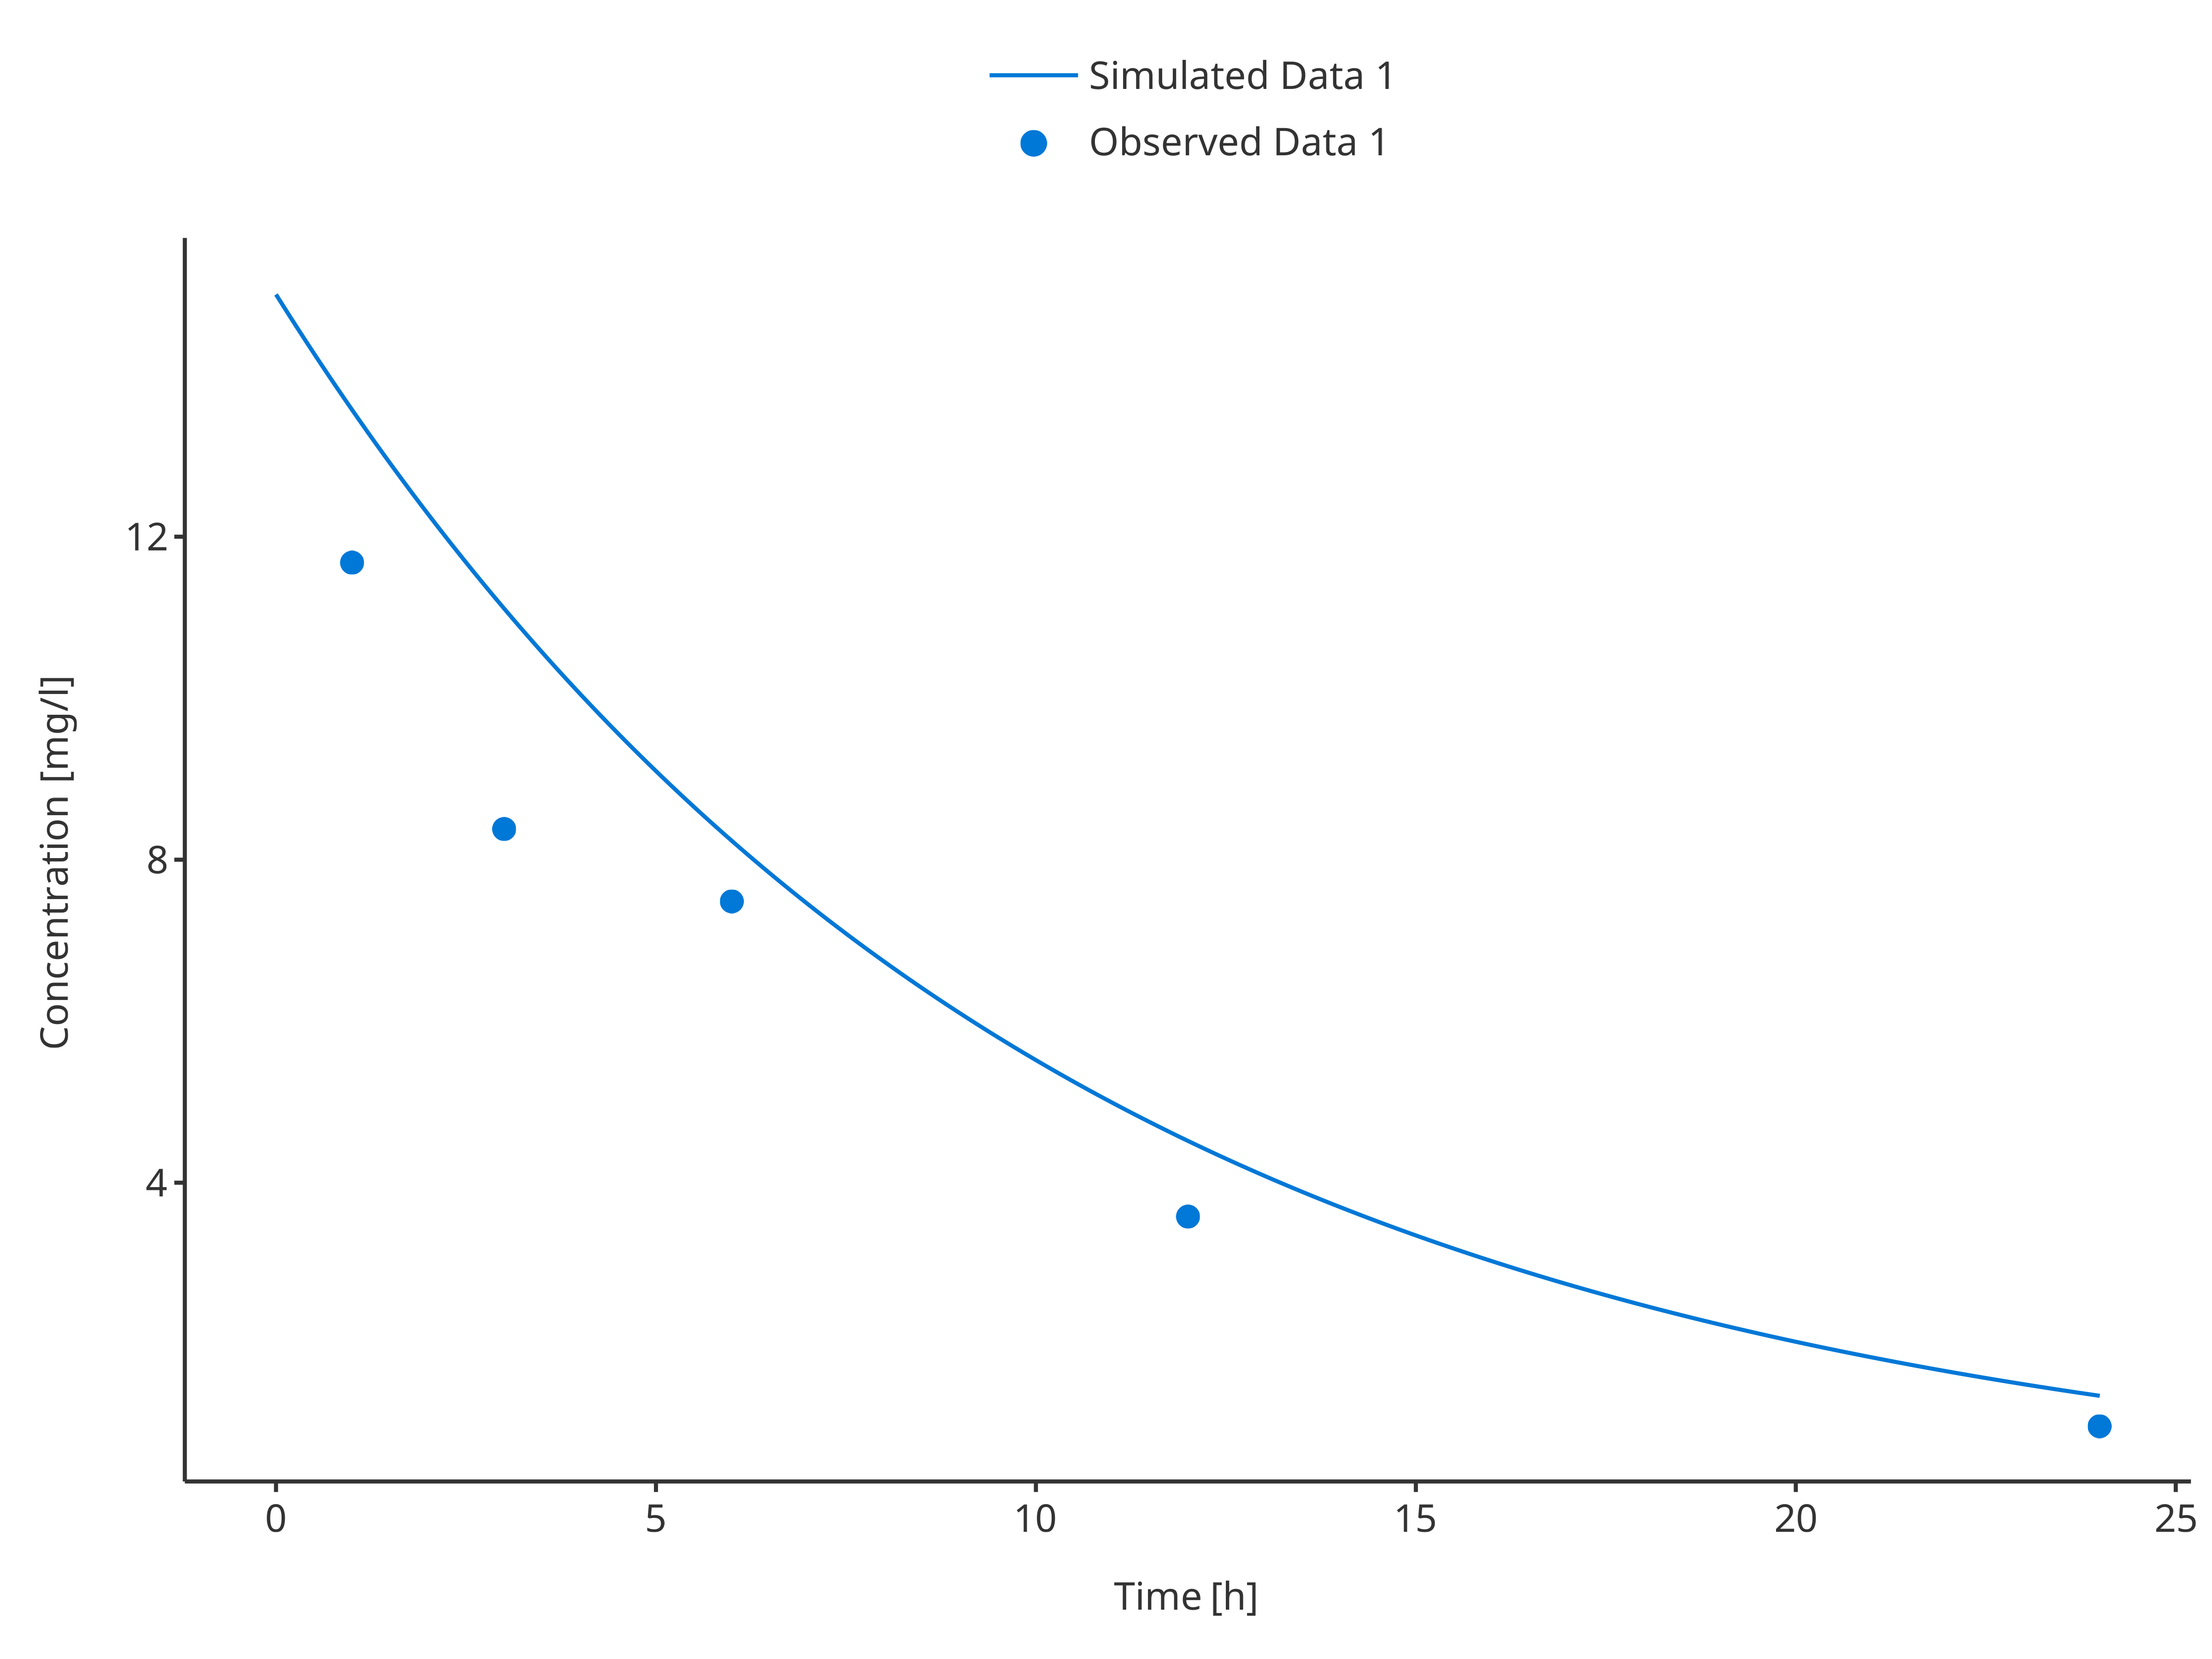 Simulated Data 1
Observed Data 1
Concentration [mg/l]
12
8
4
0 5 10 15 20 25
Time [h]